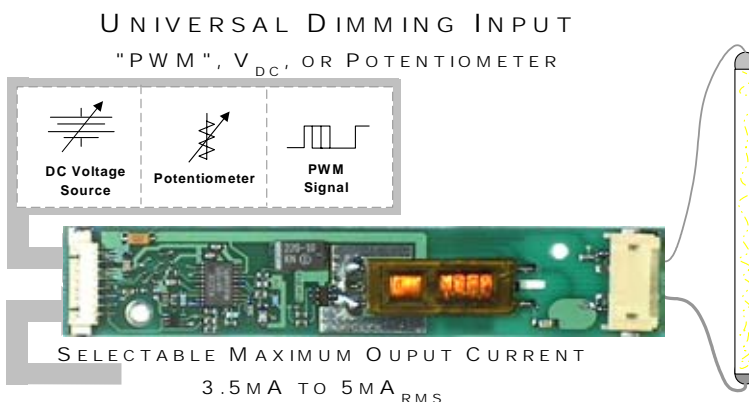 UNIVERSAL DIMMING INPUT
"PWM", VDC, OR POTENTIOMETER
DC Voltage
Source
Potentiometer
PWM
Signal
SELECTABLE MAXIMUM OUPUT CURRENT
3.5MA TO 5MARMS